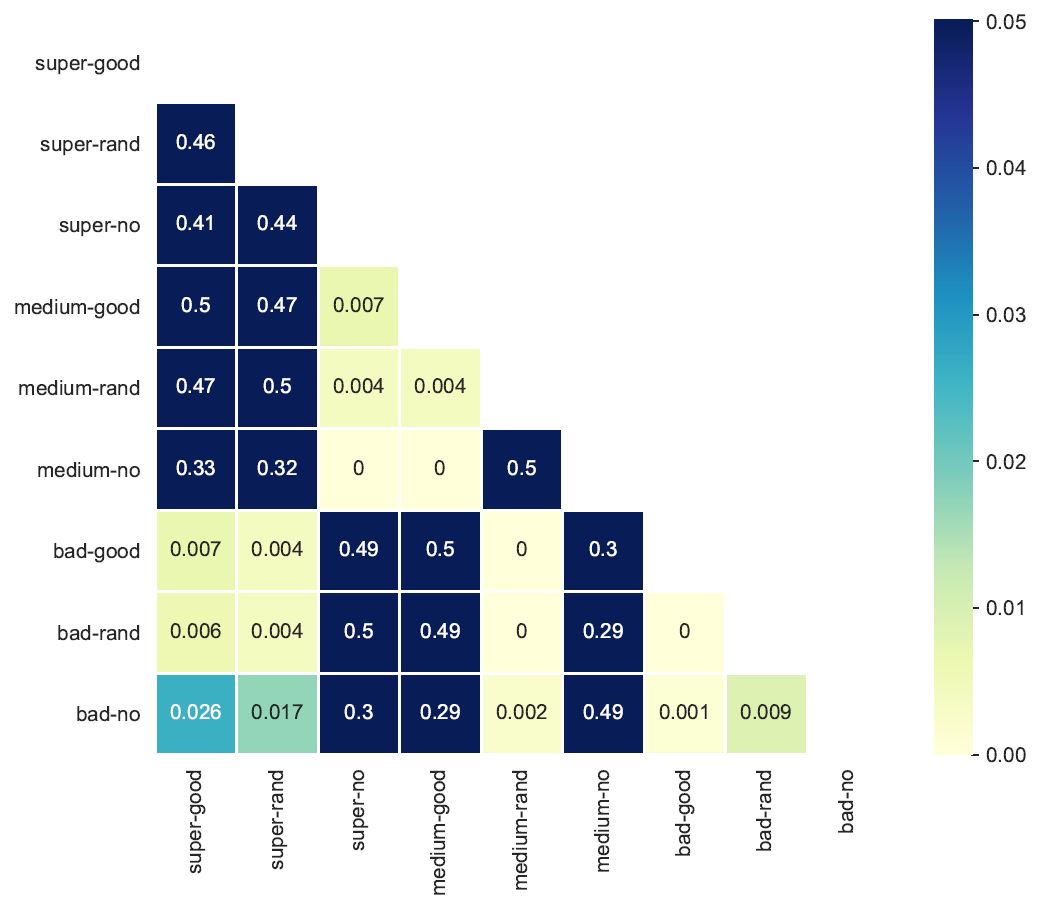 super-good
super-rand 0.46
super-no 0.41 0.44
medium-good 0.5 0.47 0.007
medium-rand 0.47 0.5 0.004 0.004
medium-no 0.33 0.32 0 0 0.5
bad-good 0.007 0.004 0.49 0.5 0 0.3
bad-rand 0.006 0.004 0.5 0.49 0 0.29 0
bad-no 0.026 0.017 0.3 0.29 0.002 0.49 0.001 0.009
super-good
super-rand
super-no
medium-good
medium-rand
medium-no
bad-good
bad-rand
bad-no
0.05
0.04
0.03
0.02
0.01
0.00